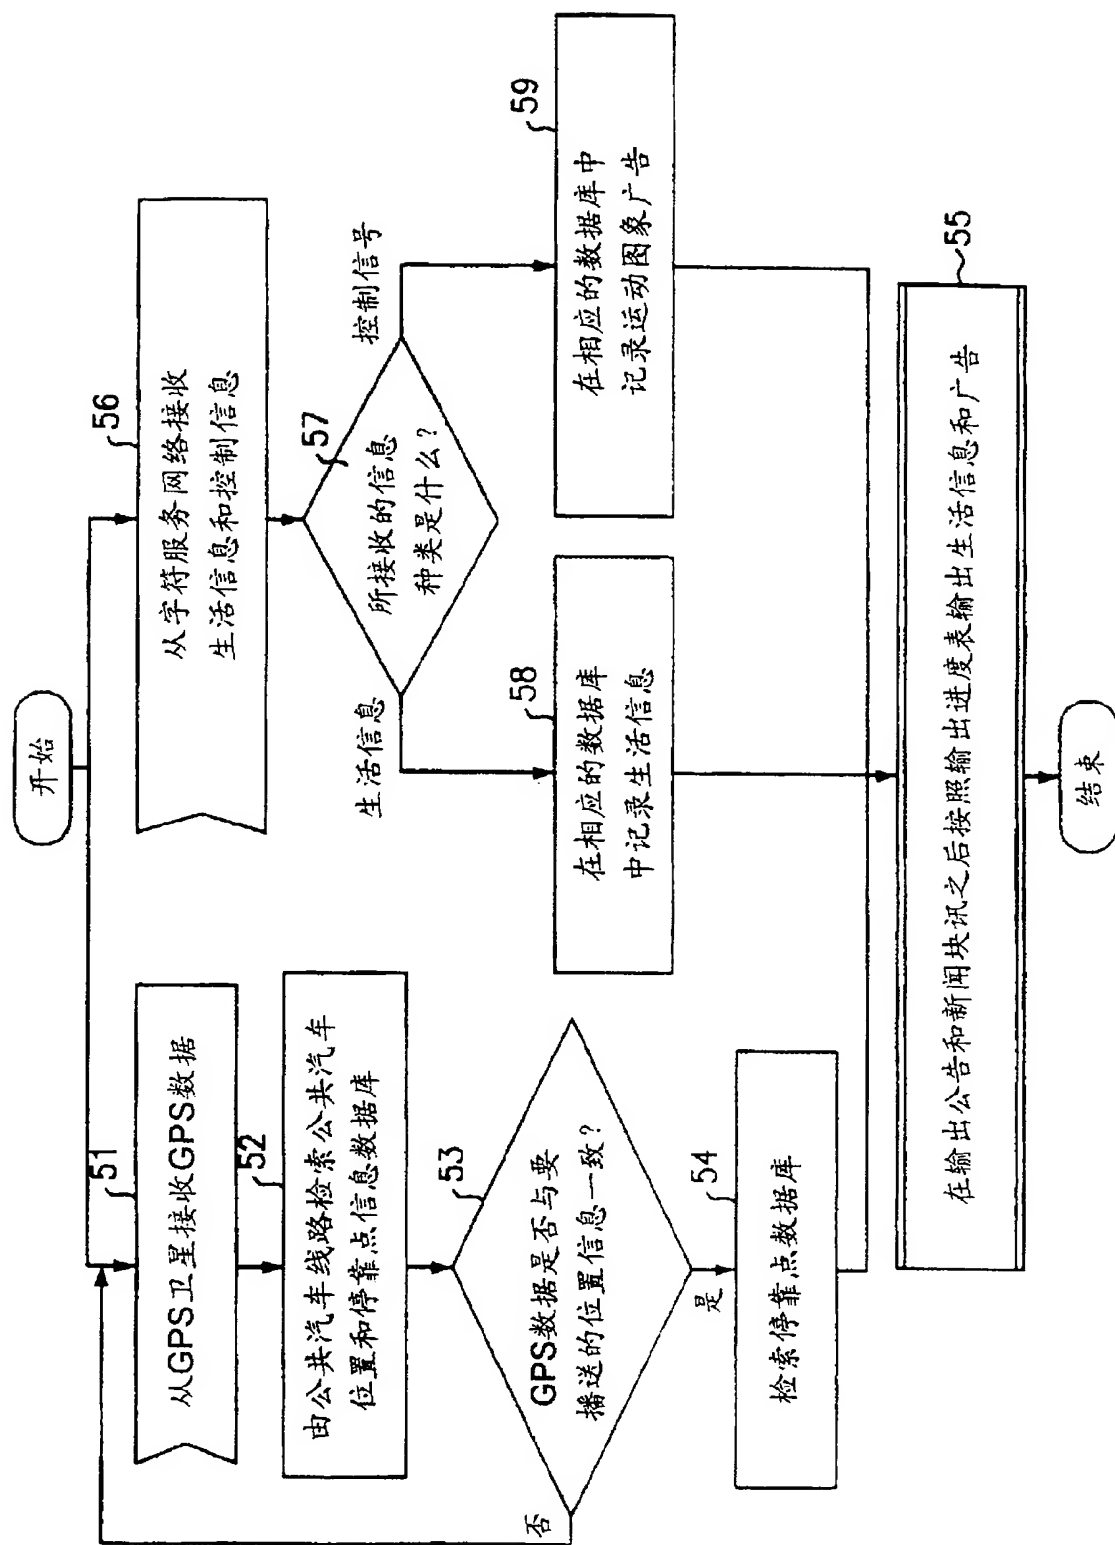 开始
51
从GPS卫星接收GPS数据
52
由公共汽车线路检索公共汽车
位置和停靠点信息数据库
53
GPS数据是否与要
播送的位置信息一致?
否
是
54
检索停靠点数据库
56
从字符服务网络接收
生活信息和控制信息
57
所接收的信息
种类是什么?
生活信息
控制信号
58
在相应的数据库
中记录生活信息
59
在相应的数据库中
记录运动图象广告
55
在输出公告和新闻块讯之后按照输出进度表输出生活信息和广告
结束